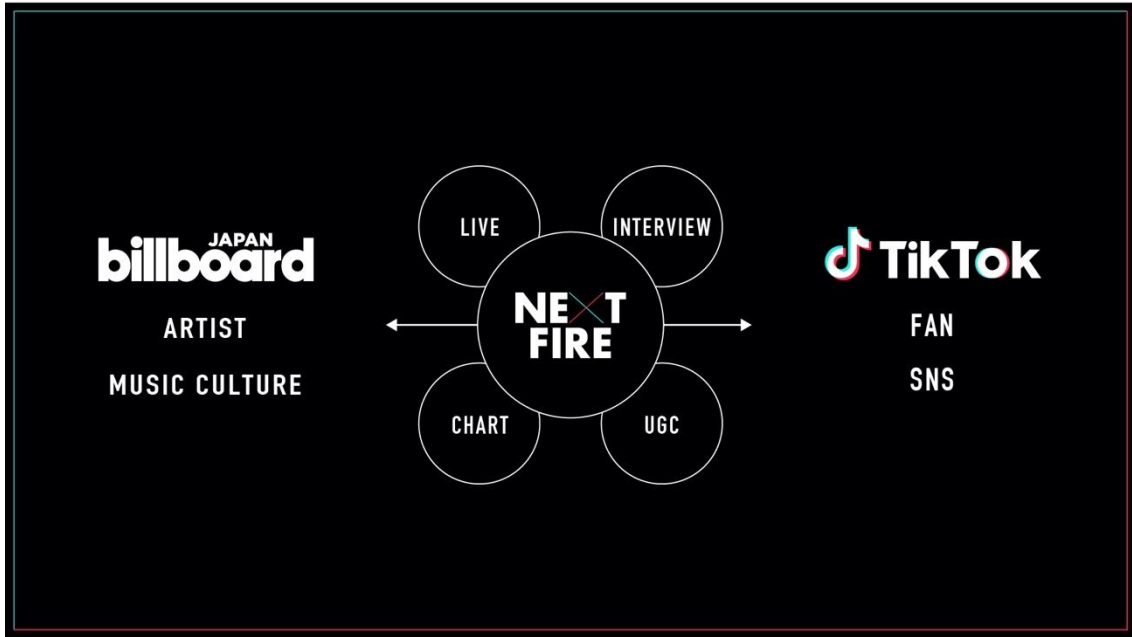 JAPAN
billboard
ARTIST
MUSIC CULTURE
LIVE
INTERVIEW
NEXT
FIRE
CHART
UGC
TikTok
FAN
SNS